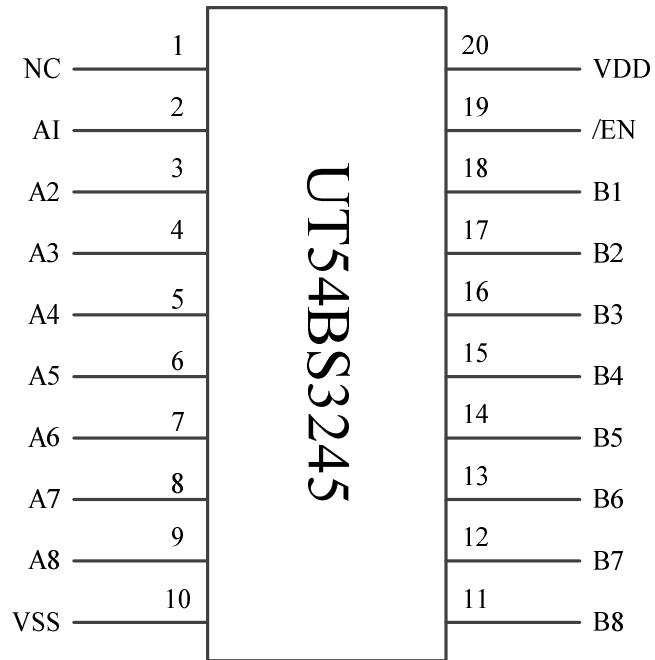 NC 1 20 VDD
AI 2 19 /EN
A2 3 18 B1
A3 4 17 B2
A4 5 16 B3
A5 6 15 B4
A6 7 14 B5
A7 8 13 B6
A8 9 12 B7
VSS 10 11 B8
UT54BS3245